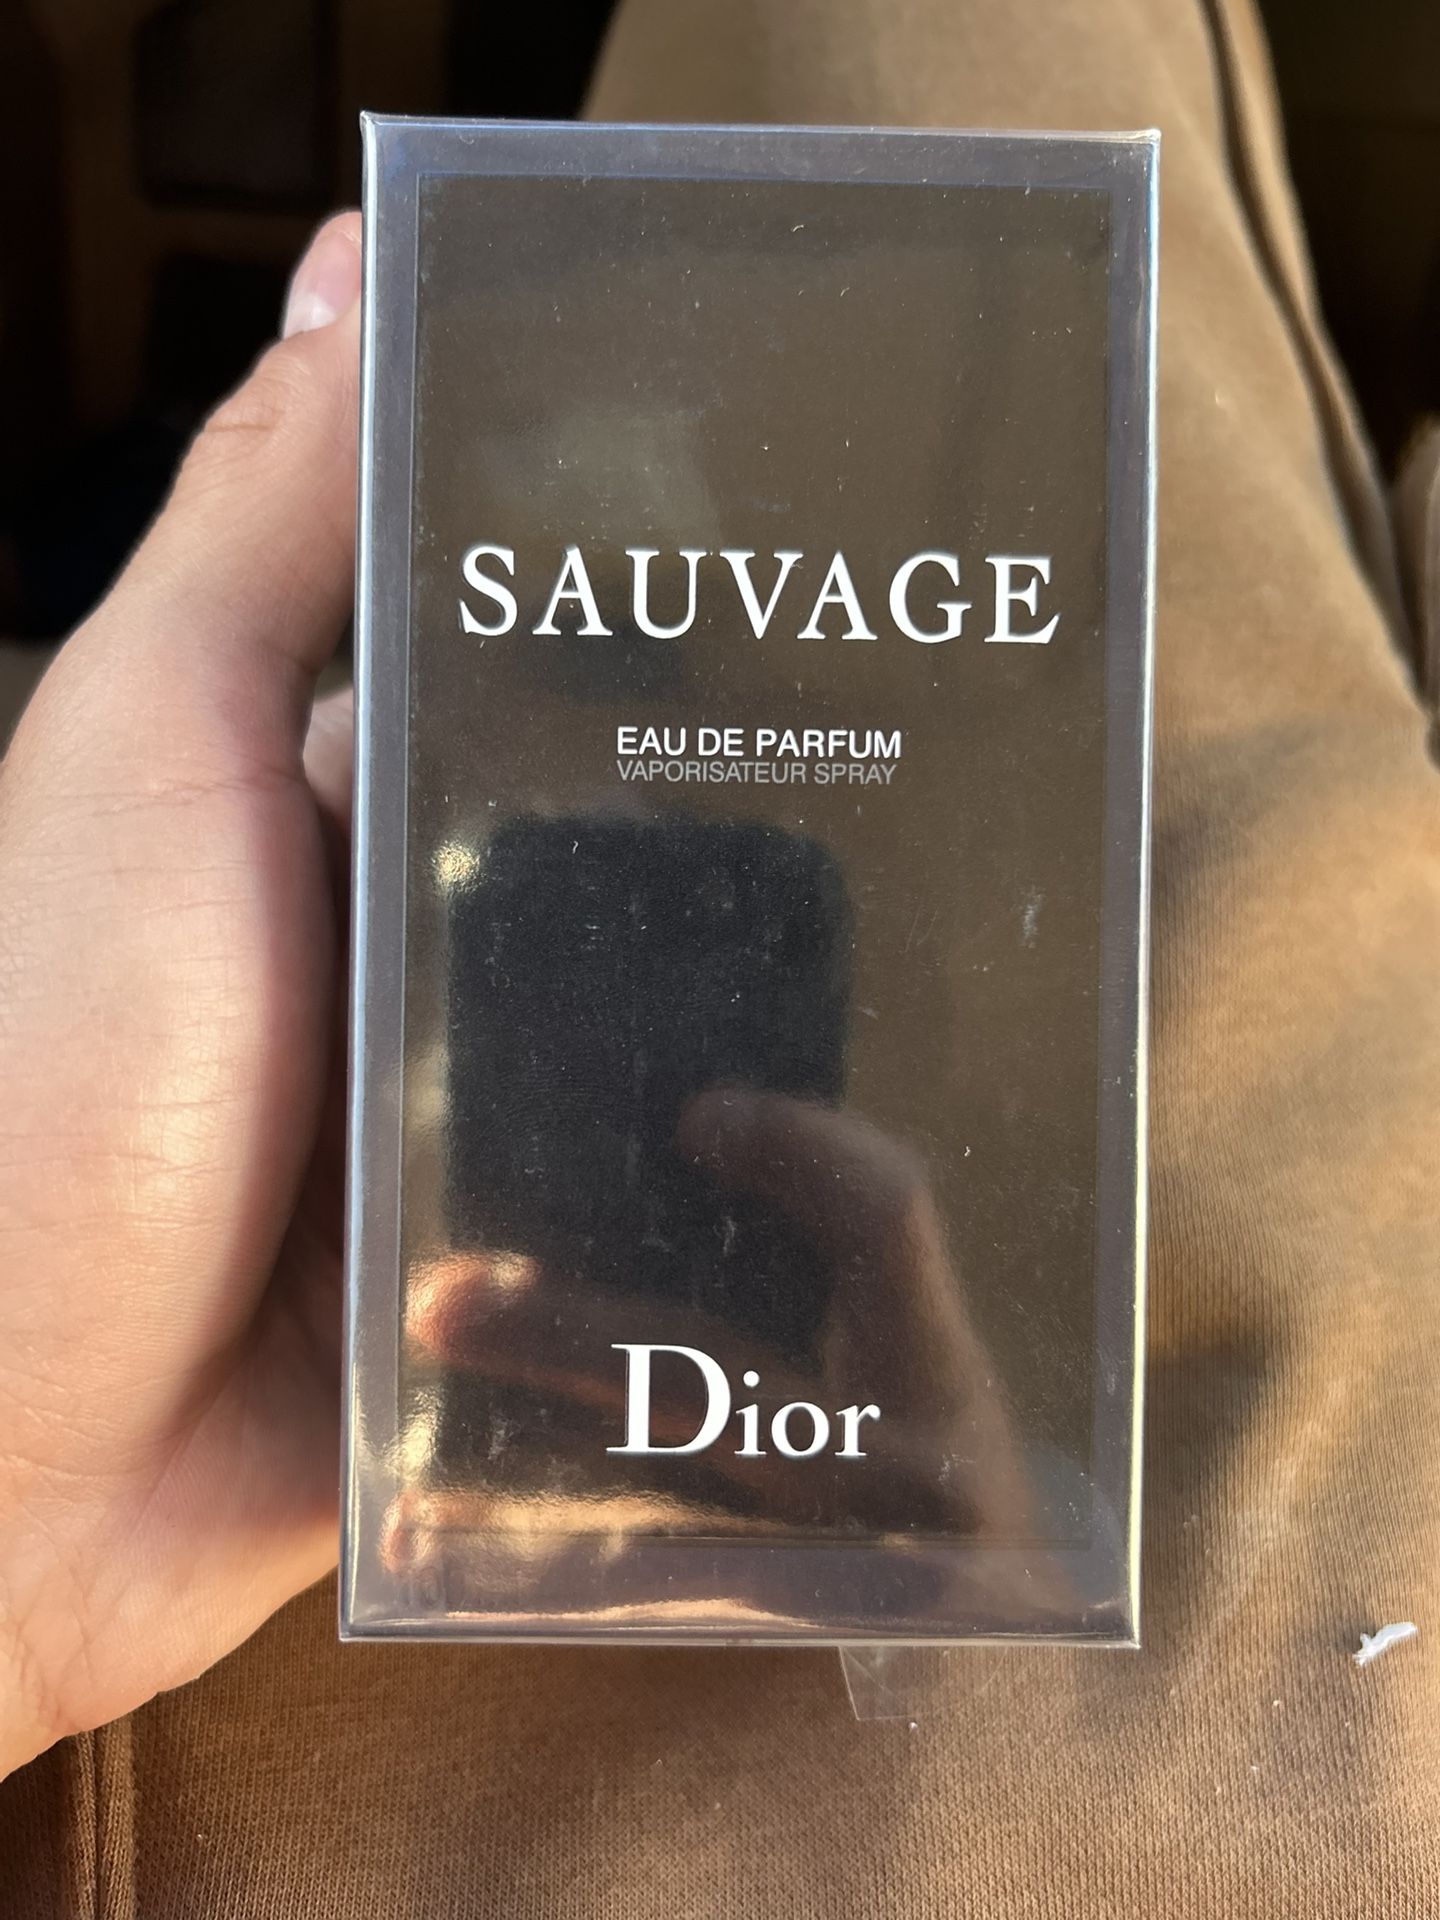 SAUVAGE
EAU DE PARFUM
VAPORISATEUR SPRAY
Dior